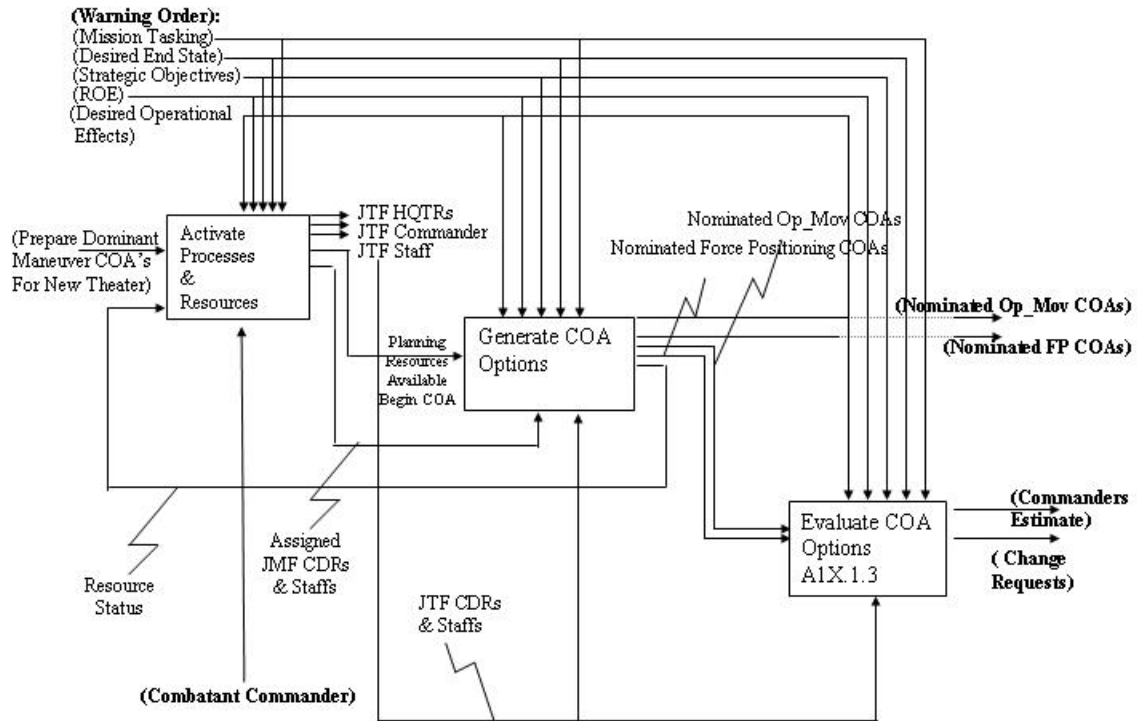 (Warning Order):
(Mission Tasking)
(Desired End State)
(Strategic Objectives)
(ROE)
(Desired Operational
Effects)
(Prepare Dominant
Maneuver COA's
For New Theater)
Activate
Processes
&
Resources
JTF HQTRs
JTF Commander
JTF Staff
Nominated Op_Mov COAs
Nominated Force Positioning COAs
(Nominated Op_Mov COAs)
(Nominated FP COAs)
Planning
Resources
Available
Begin COA
Generate COA
Options
Evaluate COA
Options
A1X.1.3
(Commanders
Estimate)
( Change
Requests)
Resource
Status
Assigned
JMF CDRs
& Staffs
JTF CDRs
& Staffs
(Combatant Commander)